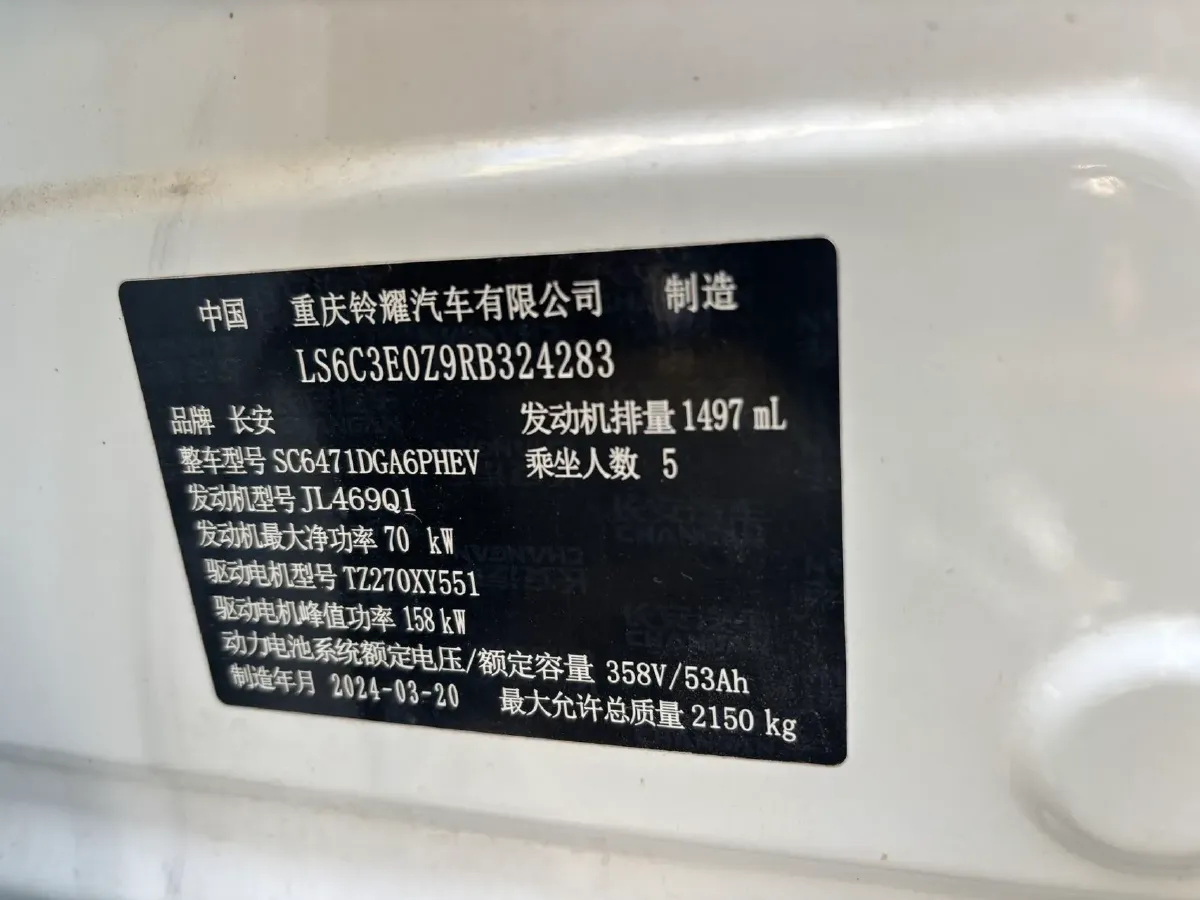 中国 重庆铃耀汽车有限公司 制造
LS6C3E0Z9RB324283
品牌 长安 发动机排量 1497 mL
整车型号 SC6471DGA6PHEV 乘坐人数 5
发动机型号 JL469Q1
发动机最大净功率 70 kW
驱动电机型号 TZ270XY551
驱动电机峰值功率 158 kW
动力电池系统额定电压/额定容量 358V/53Ah
制造年月 2024-03-20 最大允许总质量 2150 kg